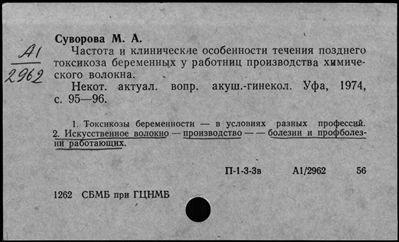 Суворова М. А.
А1
2962
Частота и клинические особенности течения позднего
токсикоза беременных у работниц производства химиче-
ского волокна.
Некот. актуал. вопр. акуш.-гинекол. Уфа, 1974,
с. 95—96.
1. Токсикозы беременности — в условиях разных профессий.
2. Искусственное волокно — производство — — болезни и профболез-
ни работающих.
П-1-3-3в А1/2962 56
1262 СБМБ при ГЦНМБ